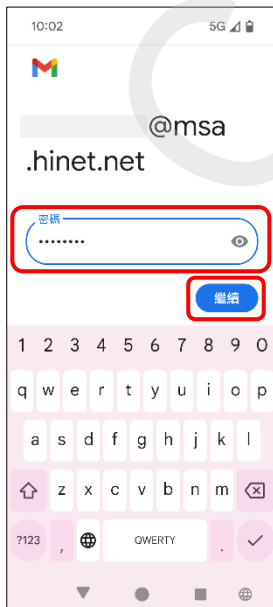 10:02 5G
@msa
.hinet.net
密碼
••••••••
繼續
1 2 3 4 5 6 7 8 9 0
q w e r t y u i o p
a s d f g h j k l
z x c v b n m
?123 , QWERTY .